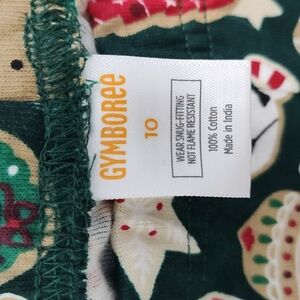 GYMBOREE
10
WEAR SNUG-FITTING
NOT FLAME RESISTANT
100% Cotton
Made in India